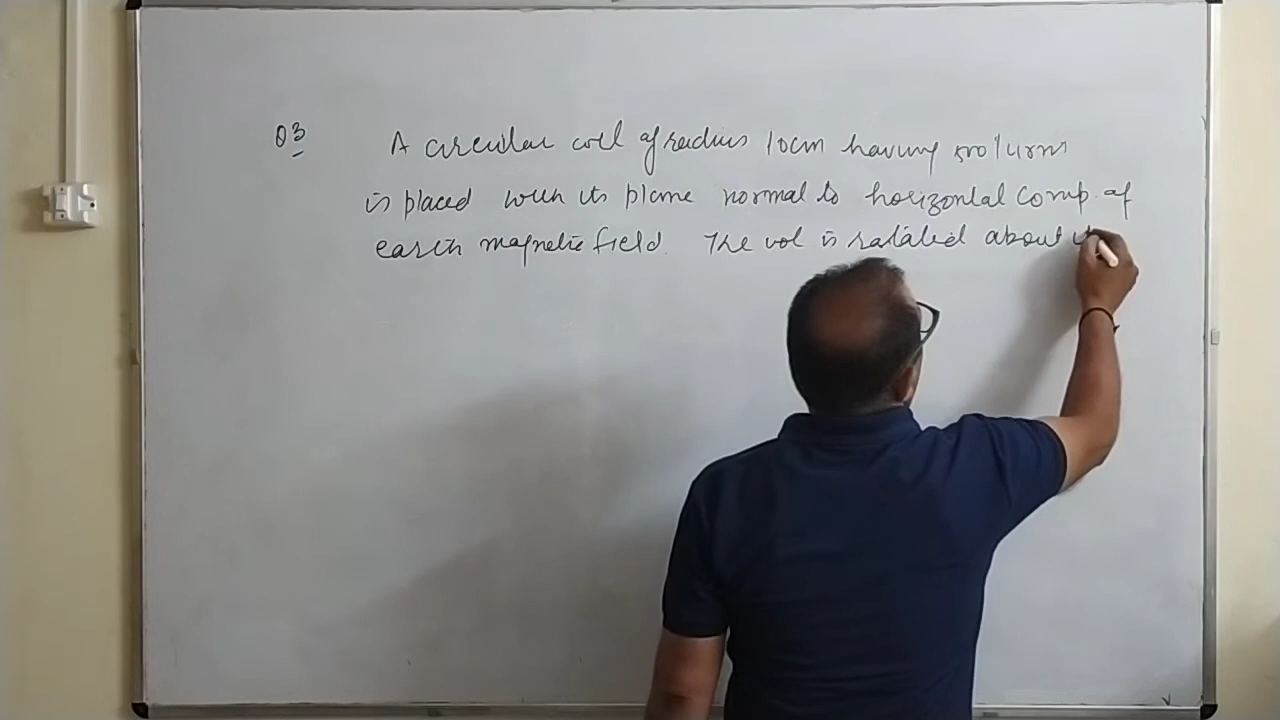 Q3 A circular coil of radius 10cm having 500 turns
is placed with its plane normal to horizontal comp. of
earth magnetic field. The coil is rotated about